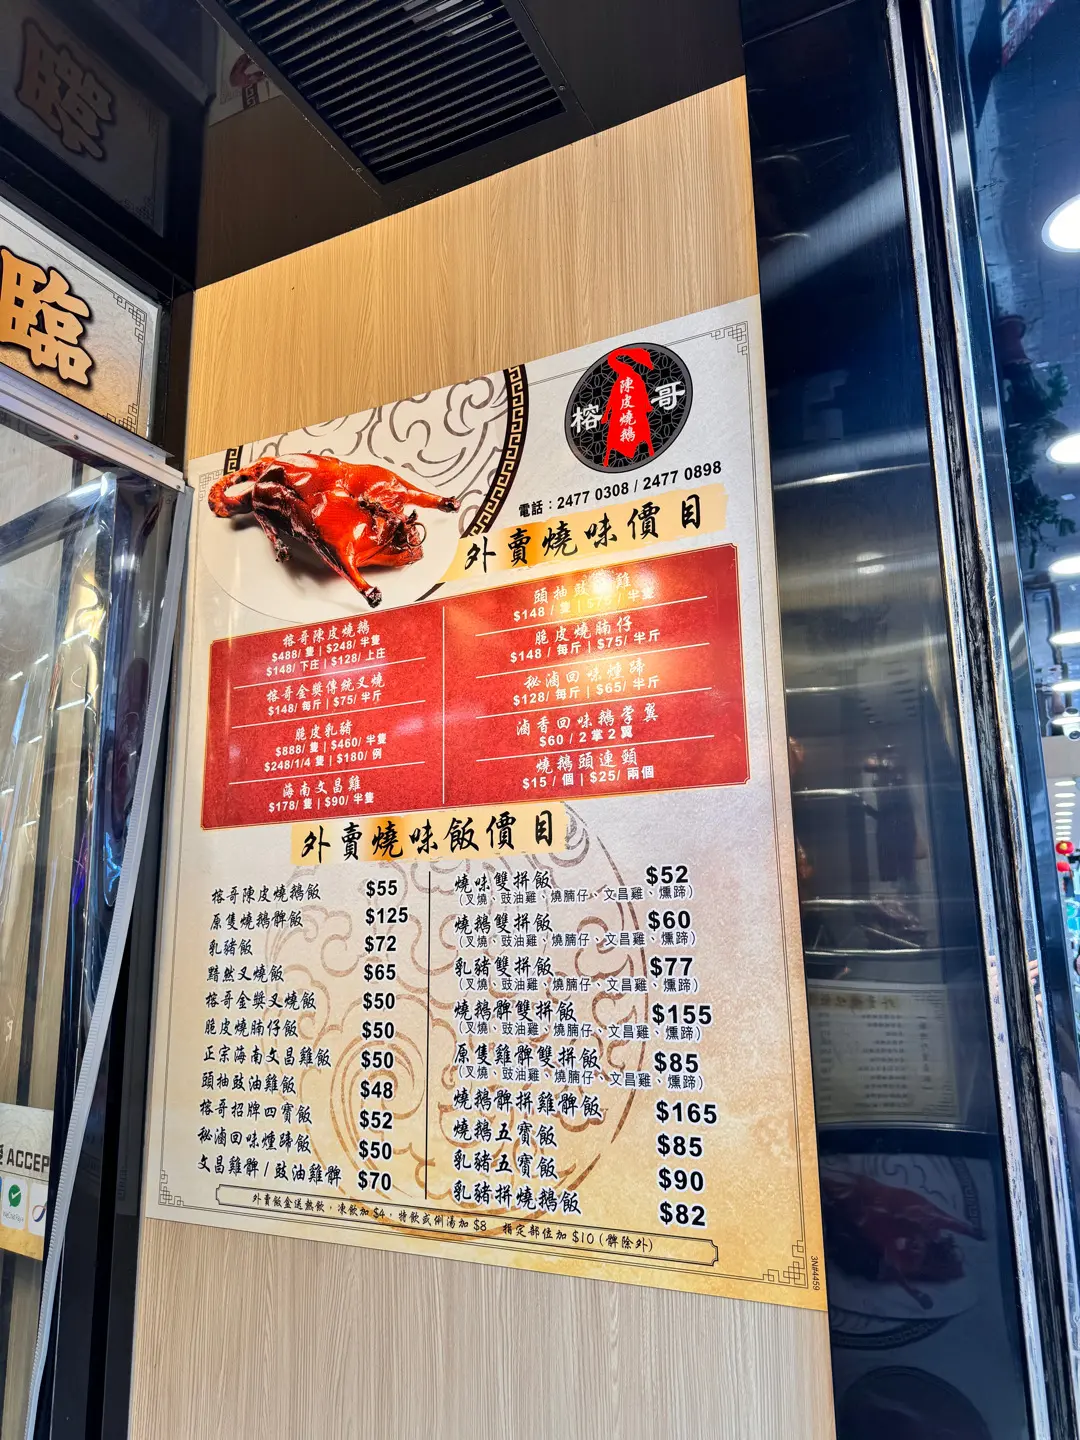 臨
榕 陳皮燒鵝 哥
電話：2477 0308 / 2477 0898
外賣燒味價目
榕哥陳皮燒鵝
$488/ 隻 | $248/ 半隻
$148/ 下庄 | $128/ 上庄
榕哥金獎傳統叉燒
$148/ 每斤 | $75/ 半斤
脆皮乳豬
$888/ 隻 | $460/ 半隻
$248/1/4 隻 | $180/ 例
海南文昌雞
$178/ 隻 | $90/ 半隻
頭抽豉 雞
$148 / 隻 | 半隻
脆皮燒腩仔
$148 / 每斤 | $75/ 半斤
秘滷回味燻蹄
$128/ 每斤 | $65/ 半斤
滷香回味鵝掌翼
$60 / 2 掌 2 翼
燒鵝頭連頸
$15 / 個 | $25/ 兩個
外賣燒味飯價目
榕哥陳皮燒鵝飯 $55
原隻燒鵝髀飯 $125
乳豬飯 $72
黯然叉燒飯 $65
榕哥金獎叉燒飯 $50
脆皮燒腩仔飯 $50
正宗海南文昌雞飯 $50
頭抽豉油雞飯 $48
榕哥招牌四寶飯 $52
秘滷回味燻蹄飯 $50
文昌雞髀 / 豉油雞髀 $70
燒味雙拼飯 $52
(叉燒、豉油雞、燒腩仔、文昌雞、燻蹄)
燒鵝雙拼飯 $60
(叉燒、豉油雞、燒腩仔、文昌雞、燻蹄)
乳豬雙拼飯 $77
(叉燒、豉油雞、燒腩仔、文昌雞、燻蹄)
燒鵝髀雙拼飯 $155
(叉燒、豉油雞、燒腩仔、文昌雞、燻蹄)
原隻雞髀雙拼飯 $85
(叉燒、豉油雞、燒腩仔、文昌雞、燻蹄)
燒鵝髀拼雞髀飯 $165
燒鵝五寶飯 $85
乳豬五寶飯 $90
乳豬拼燒鵝飯 $82
外賣飯盒送熱飲，凍飲加 $4，特飲或例湯加 $8 指定部位加 $10 (髀除外)
3N#4459
ACCEP